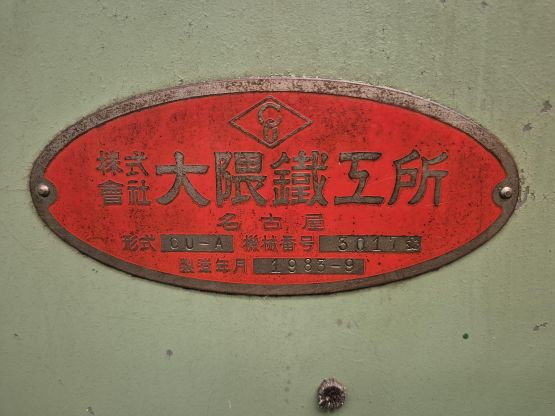 株式會社 大隈鐵工所
名古屋
形式 CU-A 機械番号 5017
製造年月 1983-9